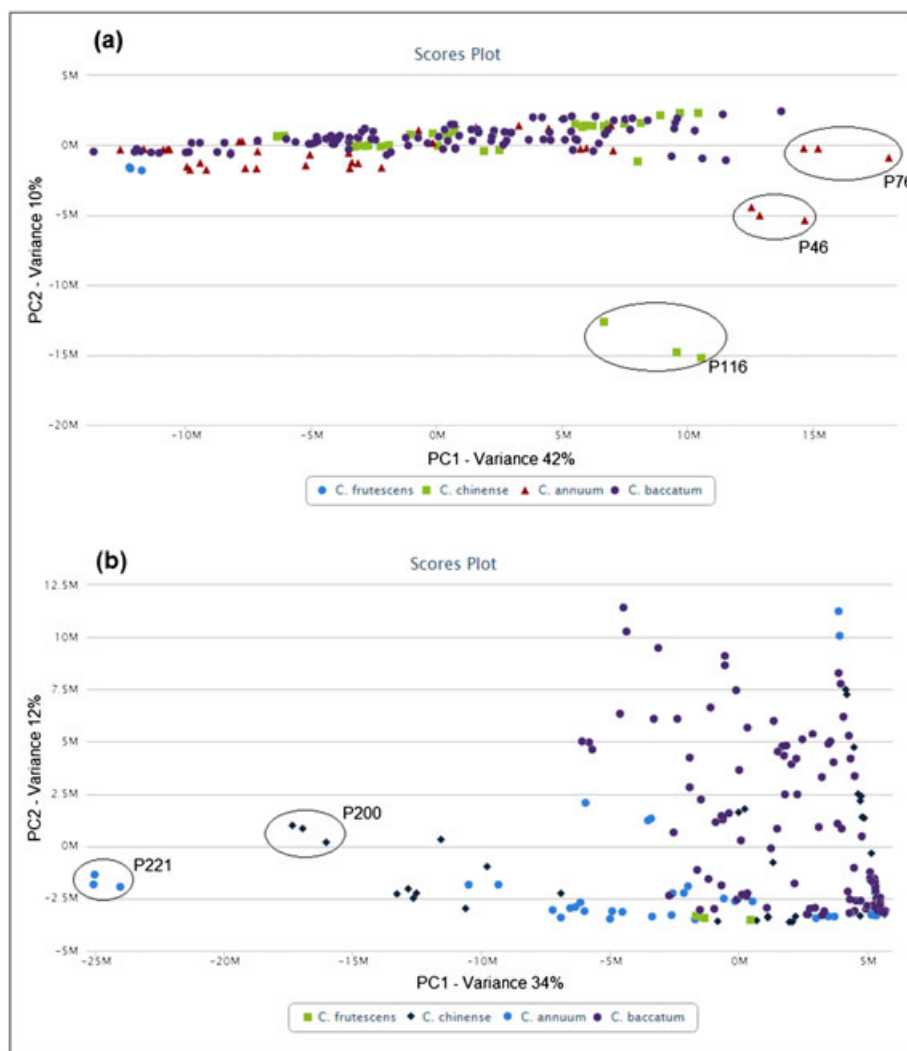 (a)
Scores Plot
5M
0M
-5M
-10M
-15M
-20M
PC2 - Variance 10%
P76
P46
P116
-10M -5M 0M 5M 10M 15M
PC1 - Variance 42%
C. frutescens C. chinense C. annuum C. baccatum
(b)
Scores Plot
12.5M
10M
7.5M
5M
2.5M
0M
-2.5M
-5M
PC2 - Variance 12%
P200
P221
-25M -20M -15M -10M -5M 0M 5M
PC1 - Variance 34%
C. frutescens C. chinense C. annuum C. baccatum